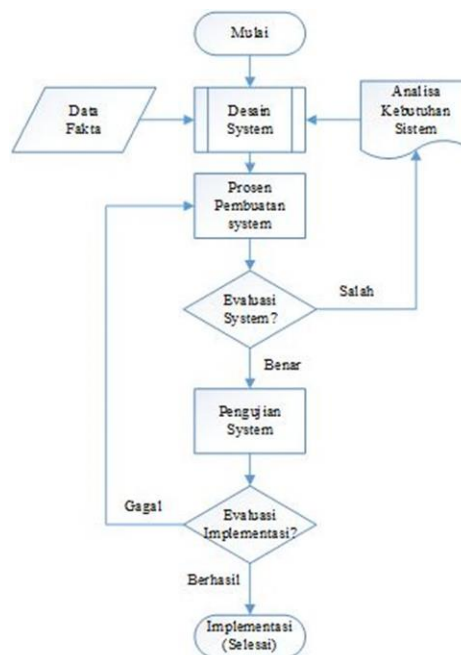 Mulai
Data
Fakta
Desain
System
Analisa
Kebutuhan
Sistem
Prosen
Pembuatan
system
Evaluasi
System?
Salah
Benar
Pengujian
System
Gagal
Evaluasi
Implementasi?
Berhasil
Implementasi
(Selesai)